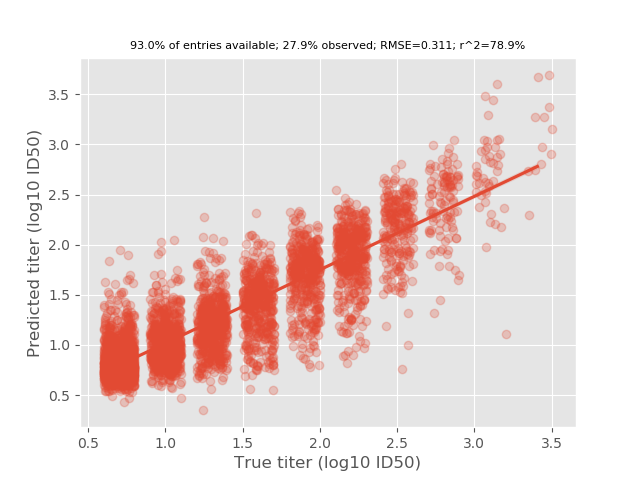 93.0% of entries available; 27.9% observed; RMSE=0.311; r^2=78.9%
Predicted titer (log10 ID50)
3.5
3.0
2.5
2.0
1.5
1.0
0.5
0.5 1.0 1.5 2.0 2.5 3.0 3.5
True titer (log10 ID50)